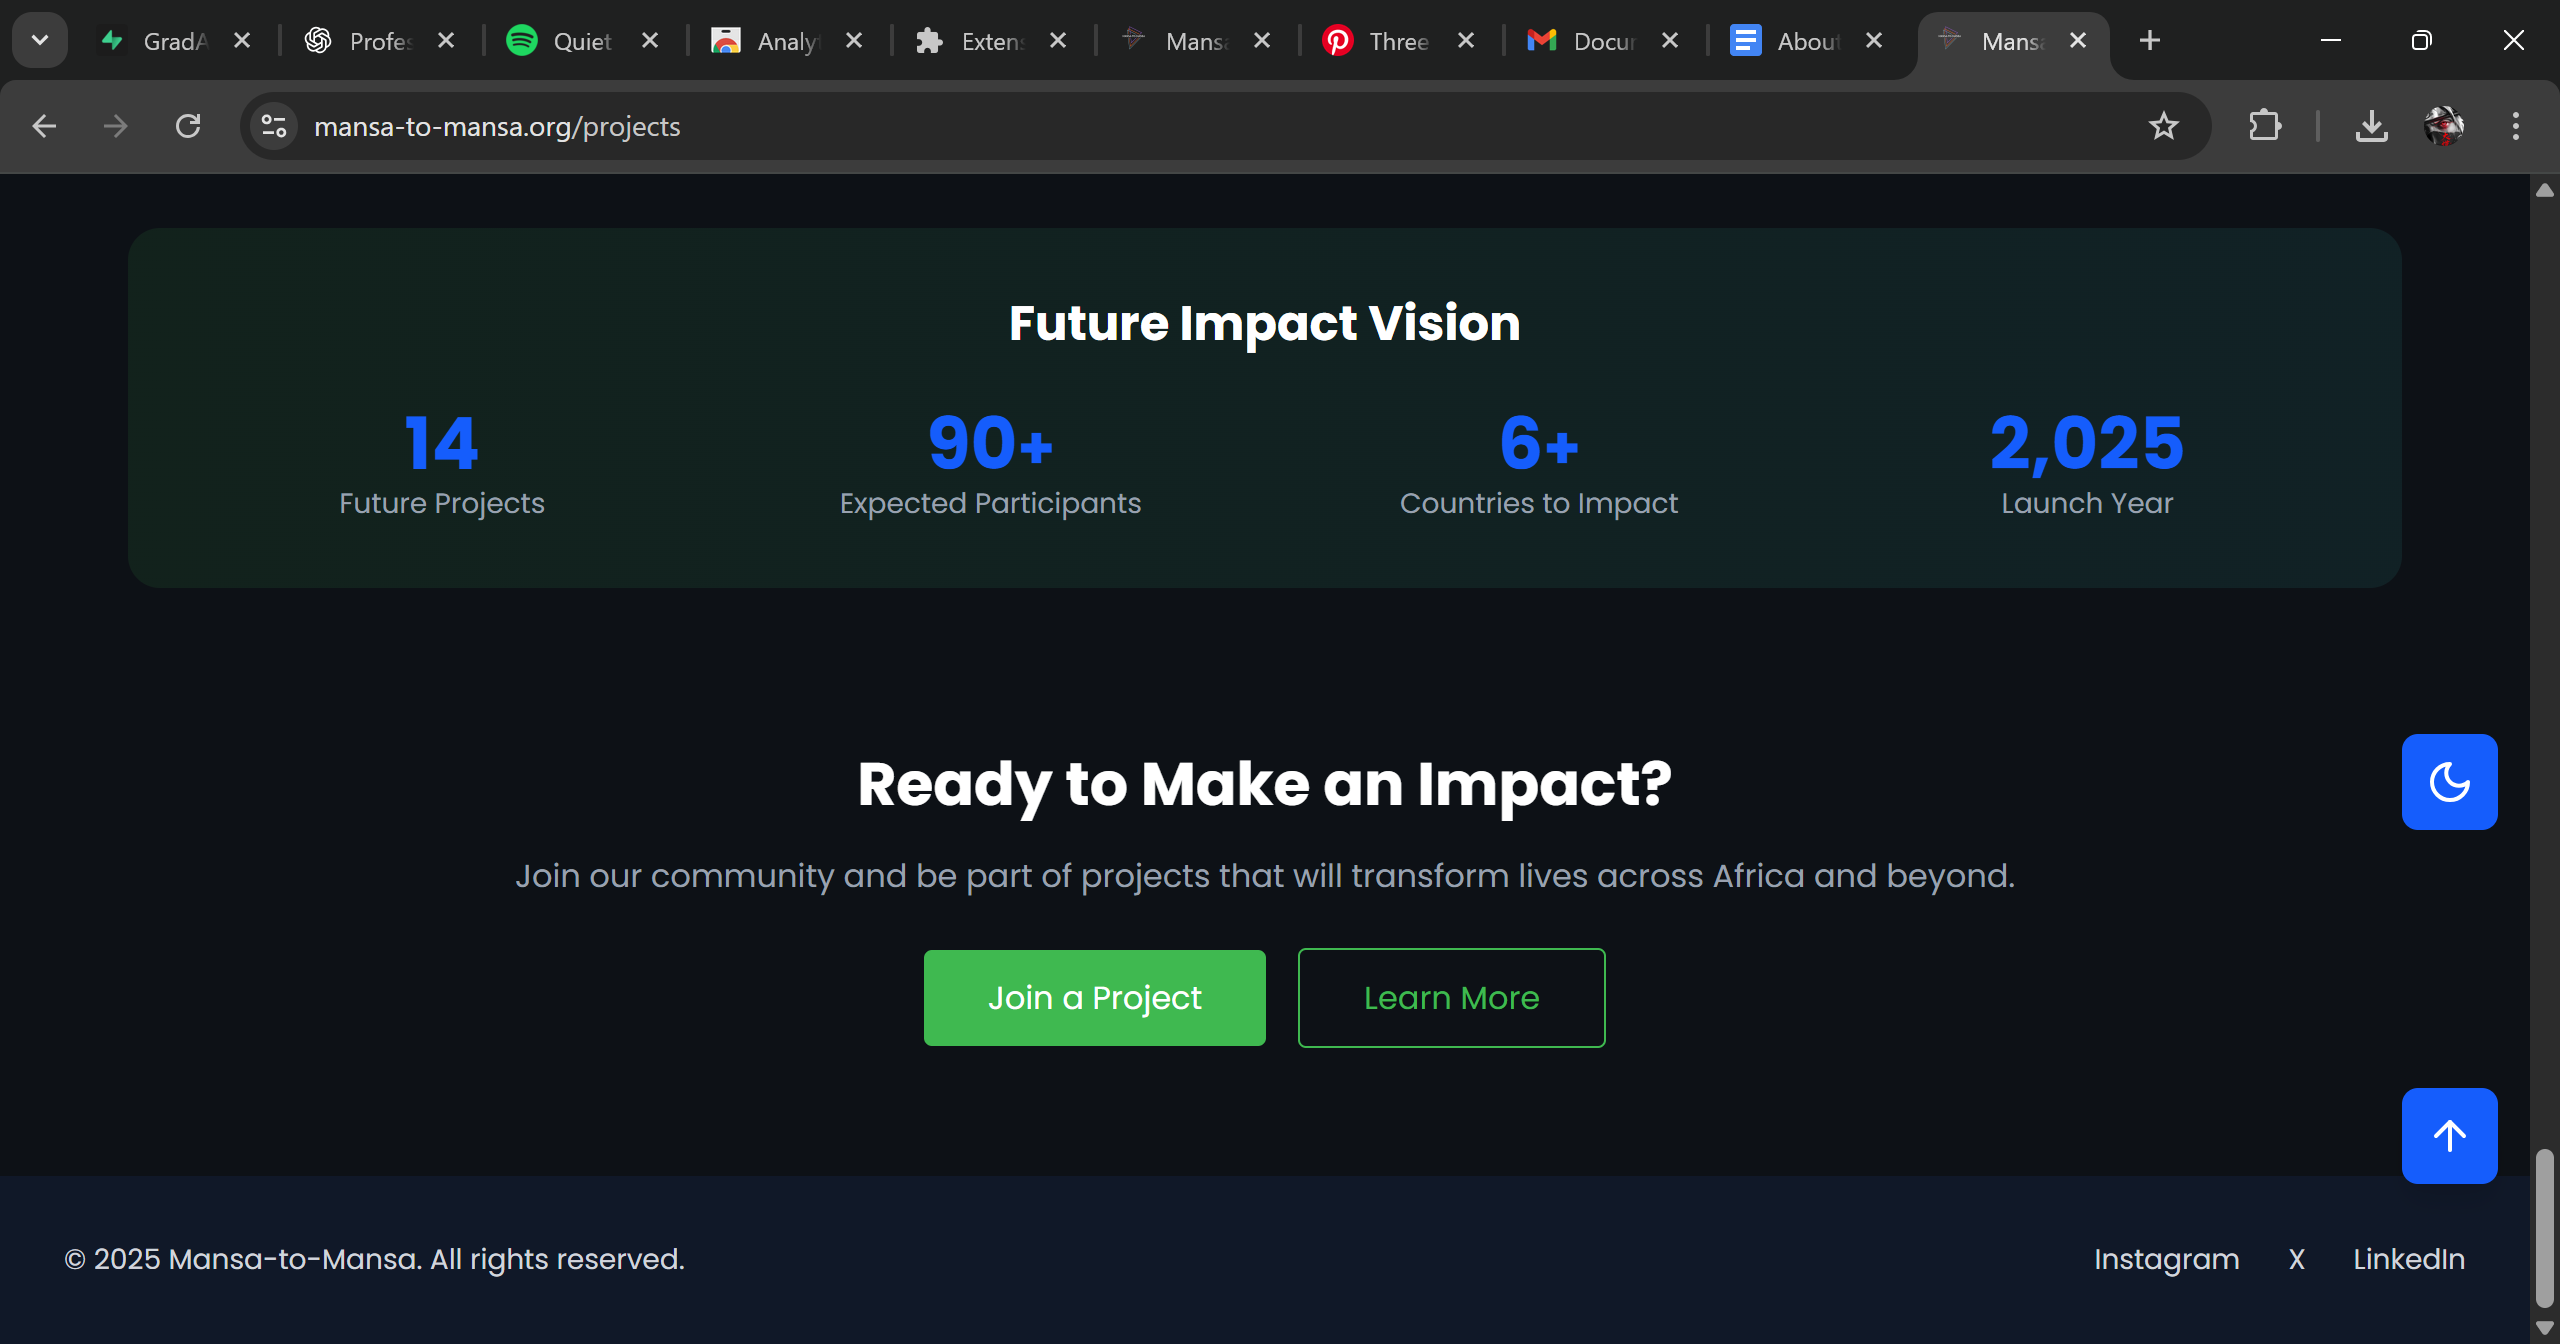 GradA
Profes
Quiet
Analy
Extens
Mansa
Three
Docur
About
Mansa
mansa-to-mansa.org/projects
Future Impact Vision
14
90+
6+
2,025
Future Projects
Expected Participants
Countries to Impact
Launch Year
Ready to Make an Impact?
Join our community and be part of projects that will transform lives across Africa and beyond.
Join a Project
Learn More
© 2025 Mansa-to-Mansa. All rights reserved.
Instagram
X
LinkedIn